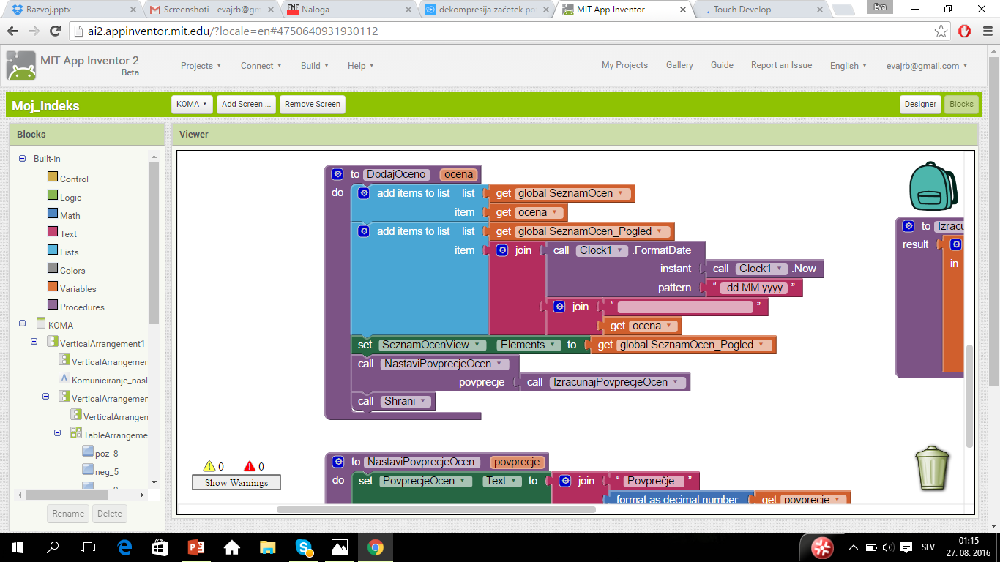 Razvoj.pptx
Screenshoti - evajrb@gm
FMF Naloga
dekompresija začetek po
MIT App Inventor
Touch Develop
Eva
ai2.appinventor.mit.edu/?locale=en#4750640931930112
MIT App Inventor 2
Beta
Projects
Connect
Build
Help
My Projects
Gallery
Guide
Report an Issue
English
evajrb@gmail.com
Moj_Indeks
KOMA
Add Screen ...
Remove Screen
Designer
Blocks
Blocks
Built-in
Control
Logic
Math
Text
Lists
Colors
Variables
Procedures
KOMA
VerticalArrangement1
VerticalArrangemen
Komuniciranje_nasl
VerticalArrangemen
VerticalArrangen
TableArrangeme
poz_8
neg_5
Rename
Delete
Viewer
to DodajOceno ocena
do add items to list list get global SeznamOcen
item get ocena
add items to list list get global SeznamOcen_Pogled
item join call Clock1 .FormatDate
instant call Clock1 .Now
pattern " dd.MM.yyyy "
join " "
get ocena
set SeznamOcenView . Elements to get global SeznamOcen_Pogled
call NastaviPovprecjeOcen
povprecje call IzracunajPovprecjeOcen
call Shrani
to Izracu
result
in
0 0
Show Warnings
to NastaviPovprecjeOcen povprecje
do set PovprecjeOcen . Text to join " Povprečje: "
format as decimal number get povprecje
1
SLV
01:15
27. 08. 2016